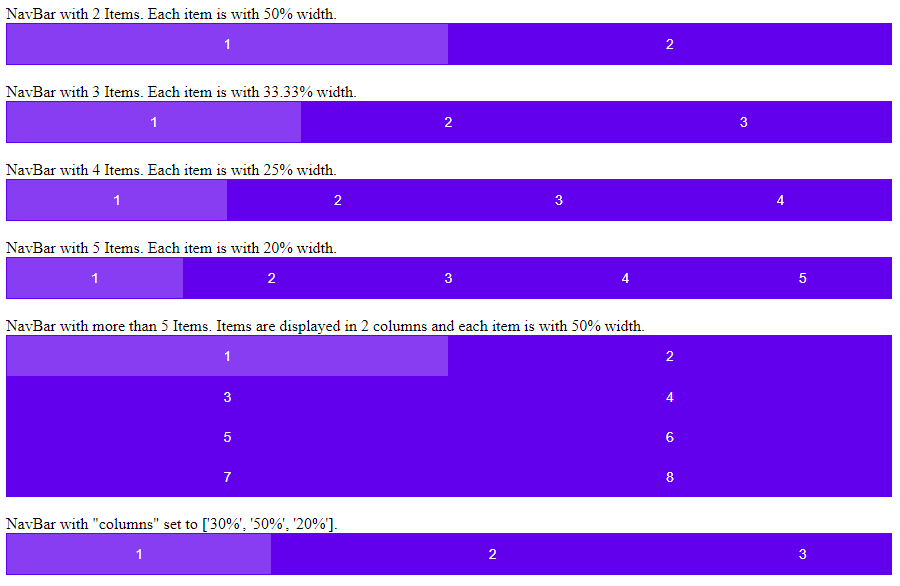 NavBar with 2 Items. Each item is with 50% width.
1 2
NavBar with 3 Items. Each item is with 33.33% width.
1 2 3
NavBar with 4 Items. Each item is with 25% width.
1 2 3 4
NavBar with 5 Items. Each item is with 20% width.
1 2 3 4 5
NavBar with more than 5 Items. Items are displayed in 2 columns and each item is with 50% width.
1 2
3 4
5 6
7 8
NavBar with "columns" set to ['30%', '50%', '20%'].
1 2 3